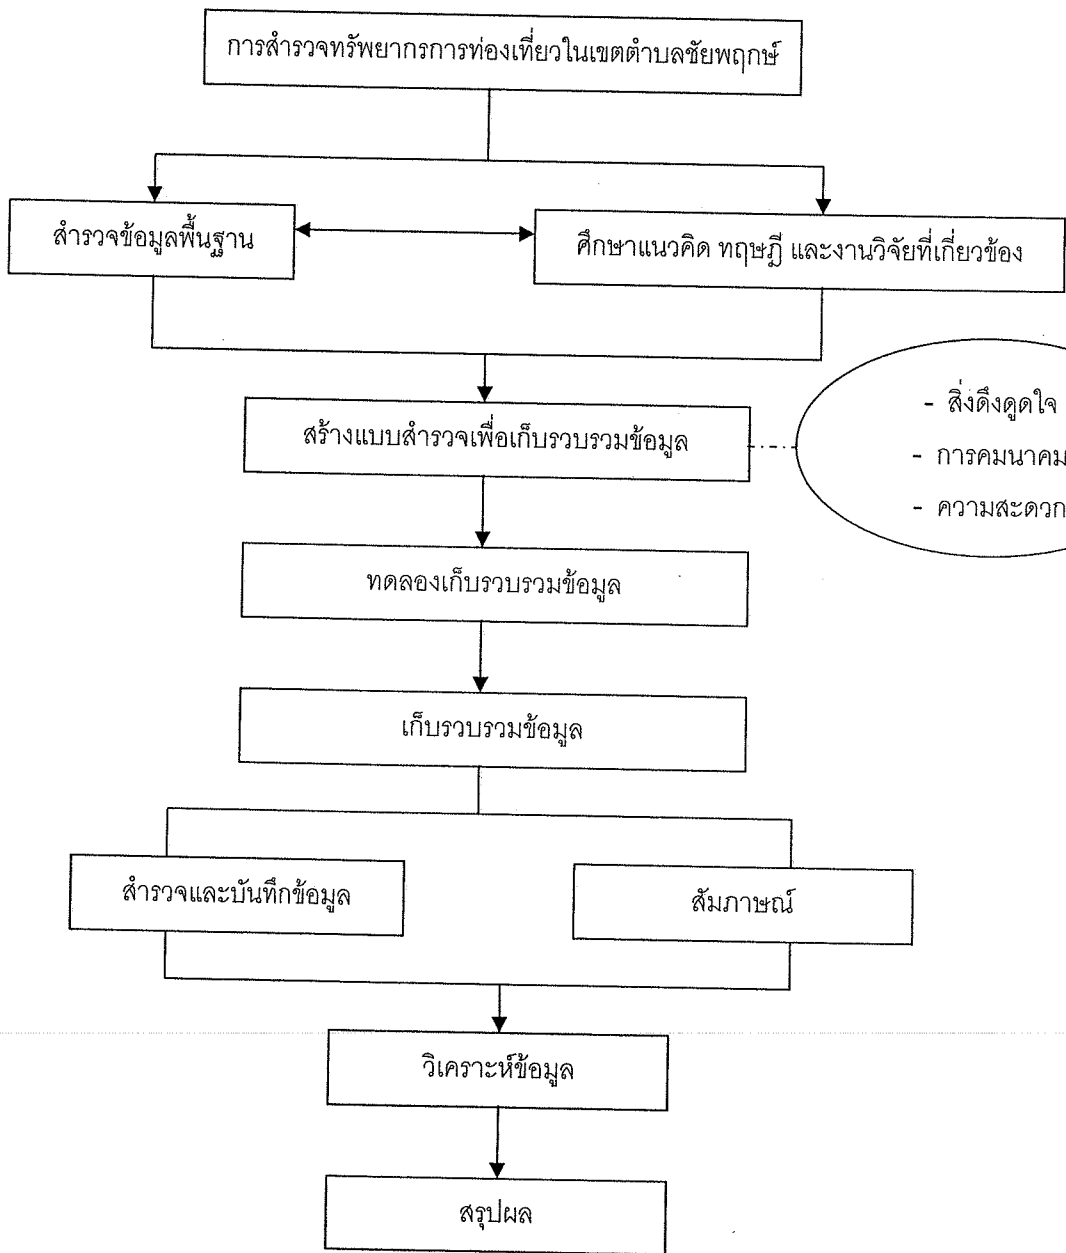 การสำรวจทรัพยากรการท่องเที่ยวในเขตตำบลชัยพฤกษ์
สำรวจข้อมูลพื้นฐาน
ศึกษาแนวคิด ทฤษฎี และงานวิจัยที่เกี่ยวข้อง
- สิ่งดึงดูดใจ
สร้างแบบสำรวจเพื่อเก็บรวบรวมข้อมูล
- การคมนาคม
- ความสะดวก
ทดลองเก็บรวบรวมข้อมูล
เก็บรวบรวมข้อมูล
สำรวจและบันทึกข้อมูล
สัมภาษณ์
วิเคราะห์ข้อมูล
สรุปผล